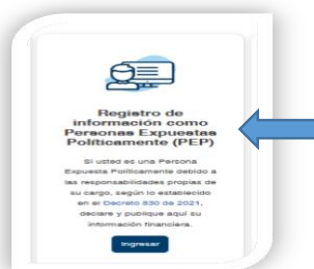 Registro de
información como
Personas Expuestas
Políticamente (PEP)
Si usted es una Persona
Expuesta Políticamente debido a
las responsabilidades propias de
su cargo, según lo establecido
en el Decreto 830 de 2021,
declare y publique aquí su
información financiera.
Ingresar